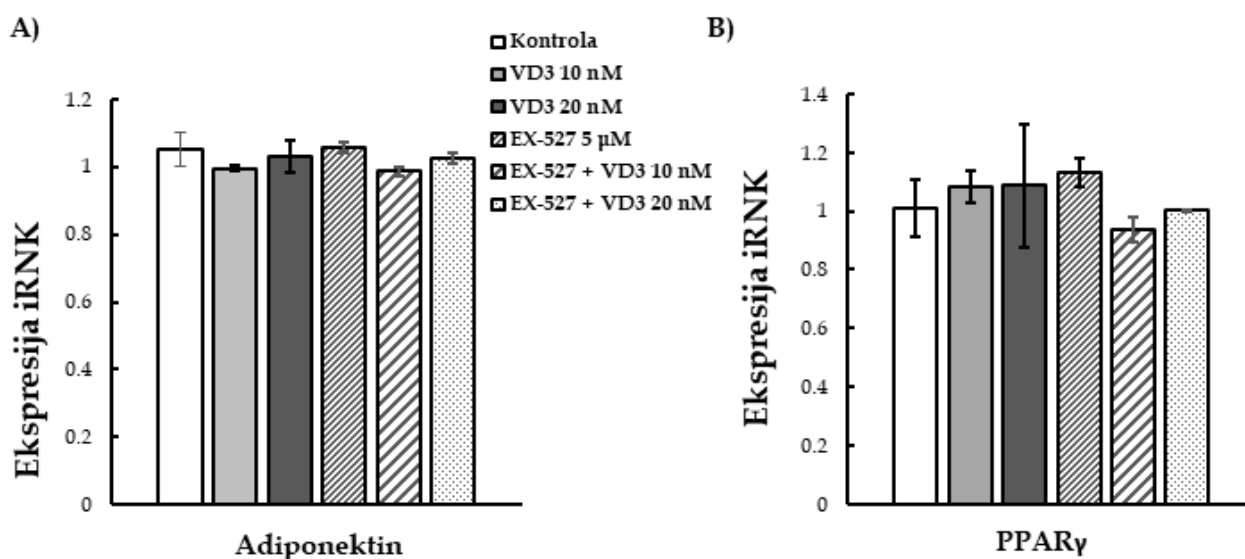 A)
Kontrola
VD3 10 nM
VD3 20 nM
EX-527 5 μM
EX-527 + VD3 10 nM
EX-527 + VD3 20 nM
Ekspresija iRNK
1.2
1
0.8
0.6
0.4
0.2
0
Adiponektin
B)
Ekspresija iRNK
1.4
1.2
1
0.8
0.6
0.4
0.2
0
PPARγ